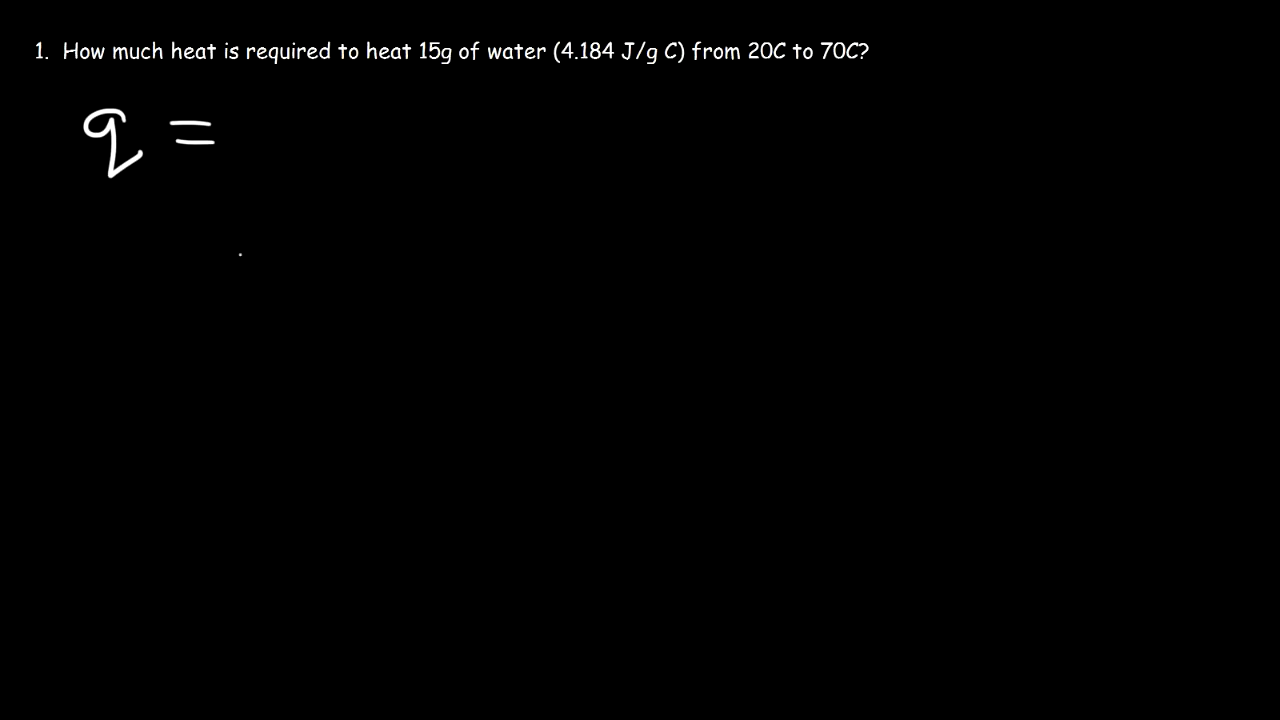 1. How much heat is required to heat 15g of water (4.184 J/g C) from 20C to 70C?
q =